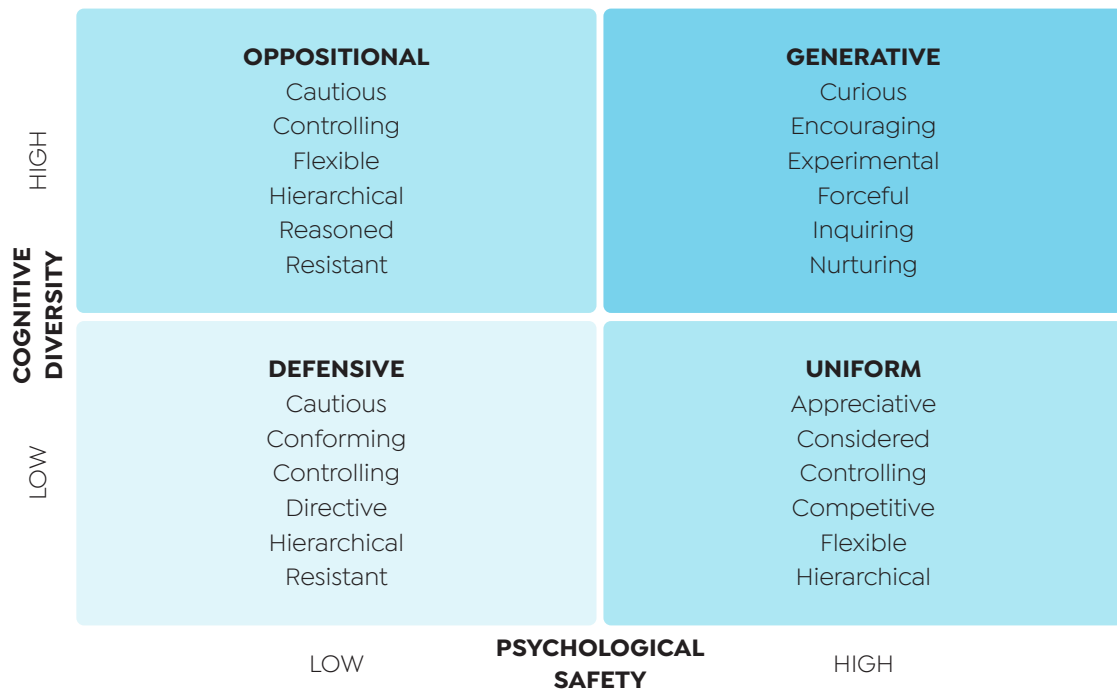 OPPOSITIONAL
Cautious
Controlling
Flexible
Hierarchical
Reasoned
Resistant
GENERATIVE
Curious
Encouraging
Experimental
Forceful
Inquiring
Nurturing
HIGH
COGNITIVE
DIVERSITY
LOW
DEFENSIVE
Cautious
Conforming
Controlling
Directive
Hierarchical
Resistant
UNIFORM
Appreciative
Considered
Controlling
Competitive
Flexible
Hierarchical
LOW
PSYCHOLOGICAL
SAFETY
HIGH